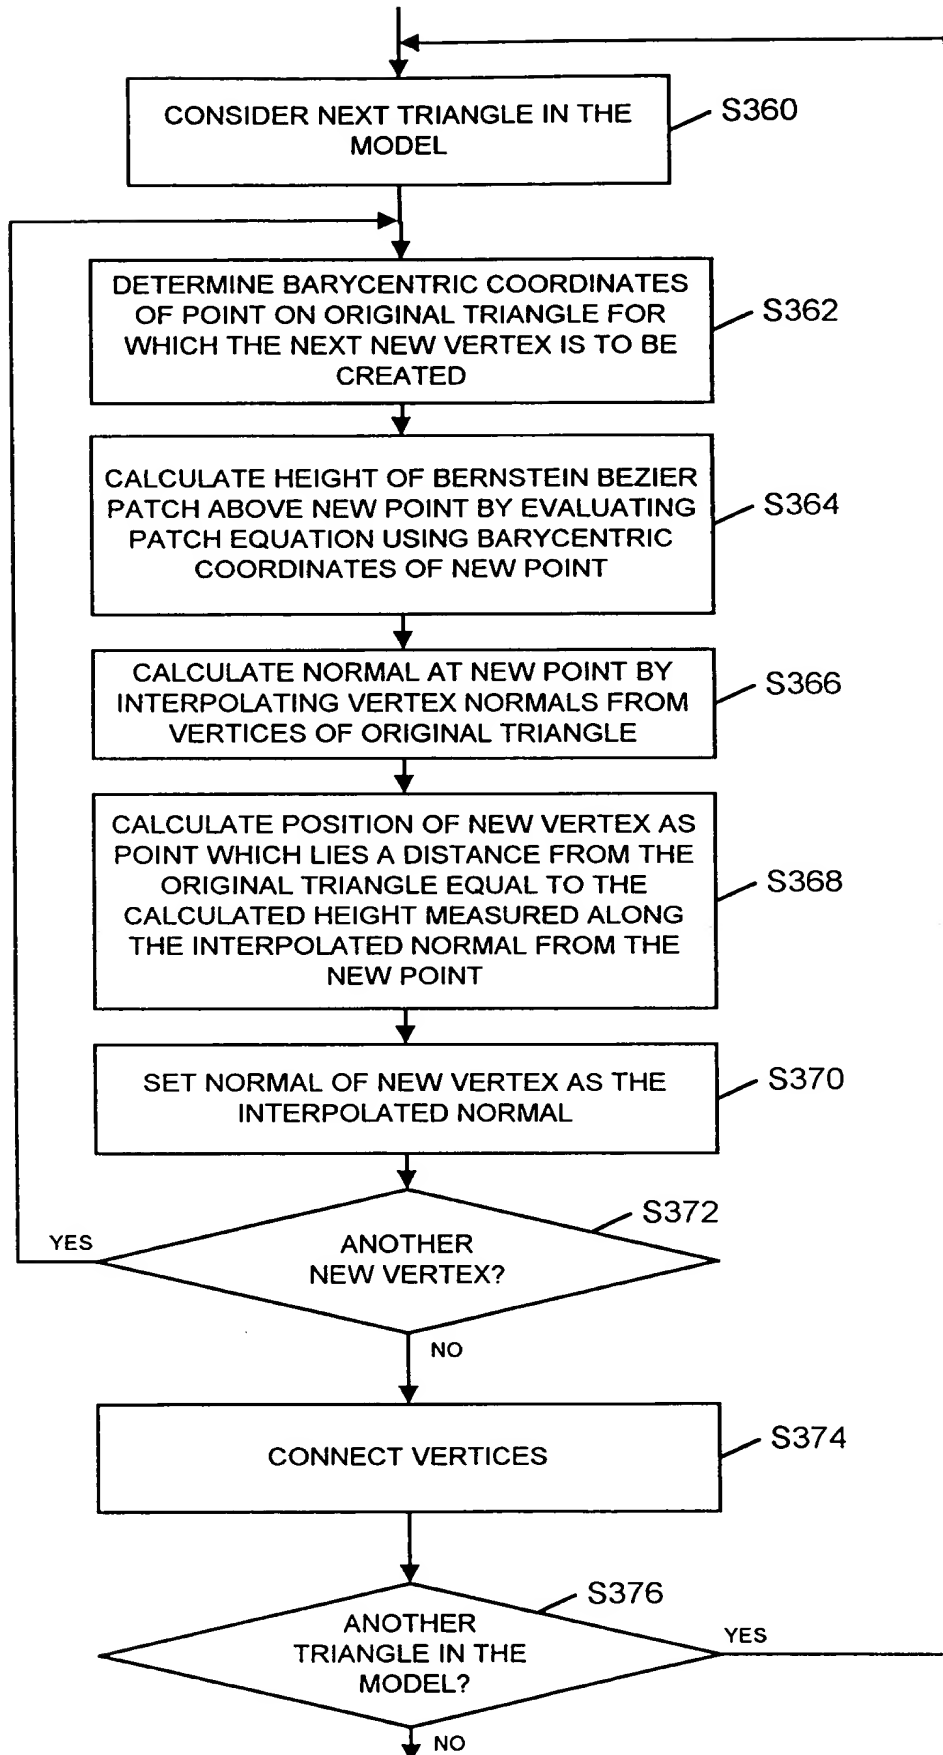 CONSIDER NEXT TRIANGLE IN THE
MODEL
S360
DETERMINE BARYCENTRIC COORDINATES
OF POINT ON ORIGINAL TRIANGLE FOR
WHICH THE NEXT NEW VERTEX IS TO BE
CREATED
S362
CALCULATE HEIGHT OF BERNSTEIN BEZIER
PATCH ABOVE NEW POINT BY EVALUATING
PATCH EQUATION USING BARYCENTRIC
COORDINATES OF NEW POINT
S364
CALCULATE NORMAL AT NEW POINT BY
INTERPOLATING VERTEX NORMALS FROM
VERTICES OF ORIGINAL TRIANGLE
S366
CALCULATE POSITION OF NEW VERTEX AS
POINT WHICH LIES A DISTANCE FROM THE
ORIGINAL TRIANGLE EQUAL TO THE
CALCULATED HEIGHT MEASURED ALONG
THE INTERPOLATED NORMAL FROM THE
NEW POINT
S368
SET NORMAL OF NEW VERTEX AS THE
INTERPOLATED NORMAL
S370
ANOTHER
NEW VERTEX?
S372
YES
NO
CONNECT VERTICES
S374
ANOTHER
TRIANGLE IN THE
MODEL?
S376
YES
NO